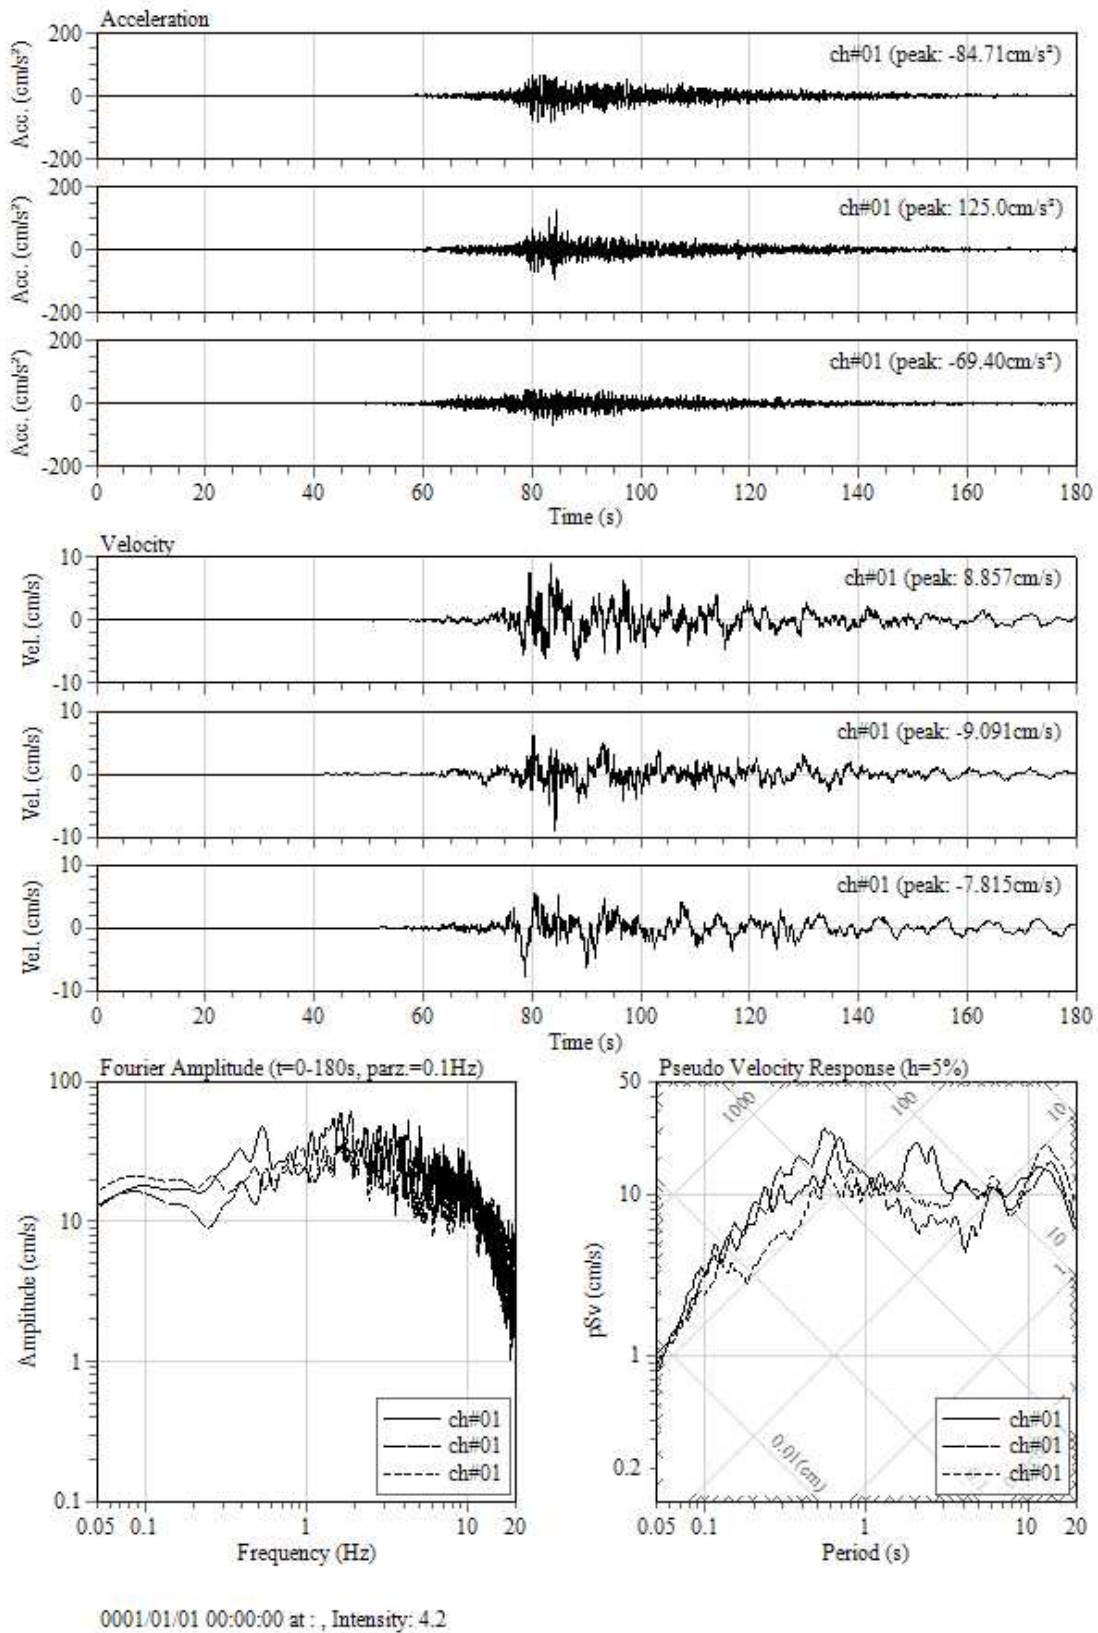 Acceleration
200
0
-200
Acc. (cm/s²)
ch#01 (peak: -84.71cm/s²)
200
0
-200
Acc. (cm/s²)
ch#01 (peak: 125.0cm/s²)
200
0
-200
Acc. (cm/s²)
ch#01 (peak: -69.40cm/s²)
0 20 40 60 80 100 120 140 160 180
Time (s)
Velocity
10
0
-10
Vel. (cm/s)
ch#01 (peak: 8.857cm/s)
10
0
-10
Vel. (cm/s)
ch#01 (peak: -9.091cm/s)
10
0
-10
Vel. (cm/s)
ch#01 (peak: -7.815cm/s)
0 20 40 60 80 100 120 140 160 180
Time (s)
Fourier Amplitude (t=0-180s, parz.=0.1Hz)
100
10
1
0.1
Amplitude (cm/s)
ch#01
ch#01
ch#01
0.05 0.1 1 10 20
Frequency (Hz)
Pseudo Velocity Response (h=5%)
50
10
1
0.2
pSv (cm/s)
1000
100
10
10
1
0.01(cm)
ch#01
ch#01
ch#01
0.05 0.1 1 10 20
Period (s)
0001/01/01 00:00:00 at : , Intensity: 4.2